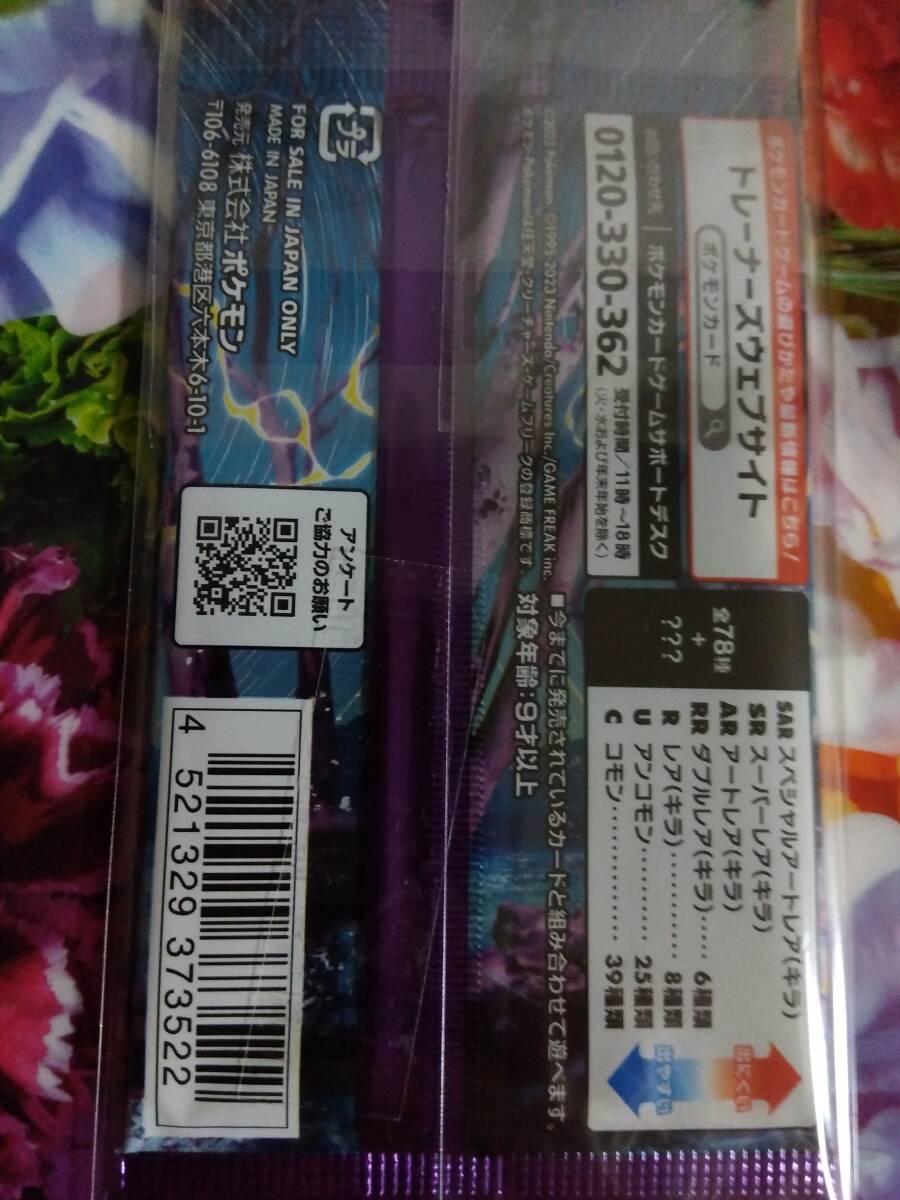 ポケモンカードゲームの遊びかたや最新情報はこちら!
トレーナーズウェブサイト
ポケモンカード
お問い合わせ先 ポケモンカードゲームサポートデスク
0120-330-362 受付時間/11時~18時
(火・水および年末年始を除く)
©2023 Pokémon. ©1995-2023 Nintendo/Creatures Inc./GAME FREAK inc.
ポケモン・Pokémonは任天堂・クリーチャーズ・ゲームフリークの登録商標です。
全78種
+
???
SAR スペシャルアートレア(キラ)
SR スーパーレア(キラ)
AR アートレア(キラ)
RR ダブルレア(キラ)‥‥ 6種類
R レア(キラ)‥‥‥‥‥ 8種類
U アンコモン‥‥‥‥‥ 25種類
C コモン‥‥‥‥‥‥‥ 39種類
出にくい
出やすい
■今までに発売されているカードと組み合わせて遊べます。
対象年齢:9才以上
プラ
FOR SALE IN JAPAN ONLY
MADE IN JAPAN
発売元 株式会社ポケモン
〒106-6108 東京都港区六本木6-10-1
アンケート
ご協力のお願い
4 521329 373522